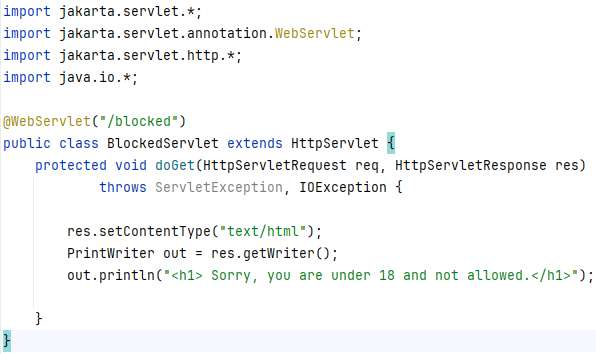 import jakarta.servlet.*;
import jakarta.servlet.annotation.WebServlet;
import jakarta.servlet.http.*;
import java.io.*;

@WebServlet("/blocked")
public class BlockedServlet extends HttpServlet {
    protected void doGet(HttpServletRequest req, HttpServletResponse res)
            throws ServletException, IOException {

        res.setContentType("text/html");
        PrintWriter out = res.getWriter();
        out.println("<h1> Sorry, you are under 18 and not allowed.</h1>");

    }
}